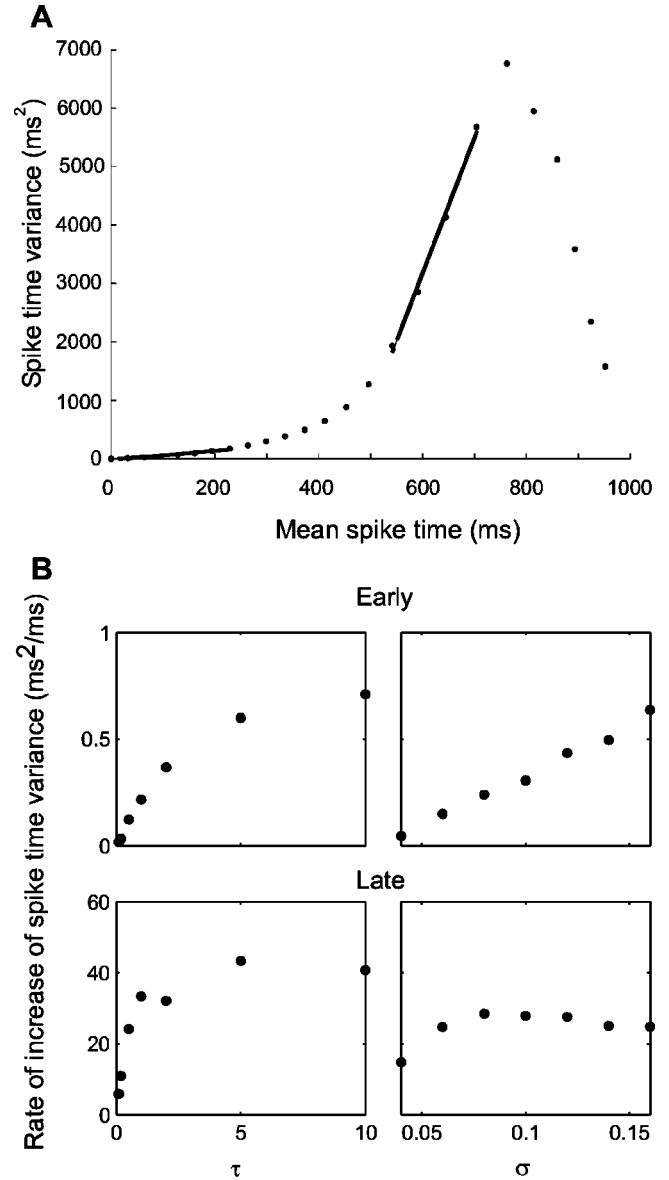 A
Spike time variance (ms²)
7000
6000
5000
4000
3000
2000
1000
0
0 200 400 600 800 1000
Mean spike time (ms)
B
Rate of increase of spike time variance (ms²/ms)
Early
1
0.5
0
Late
60
40
20
0
0 5 10 0.05 0.1 0.15
τ σ